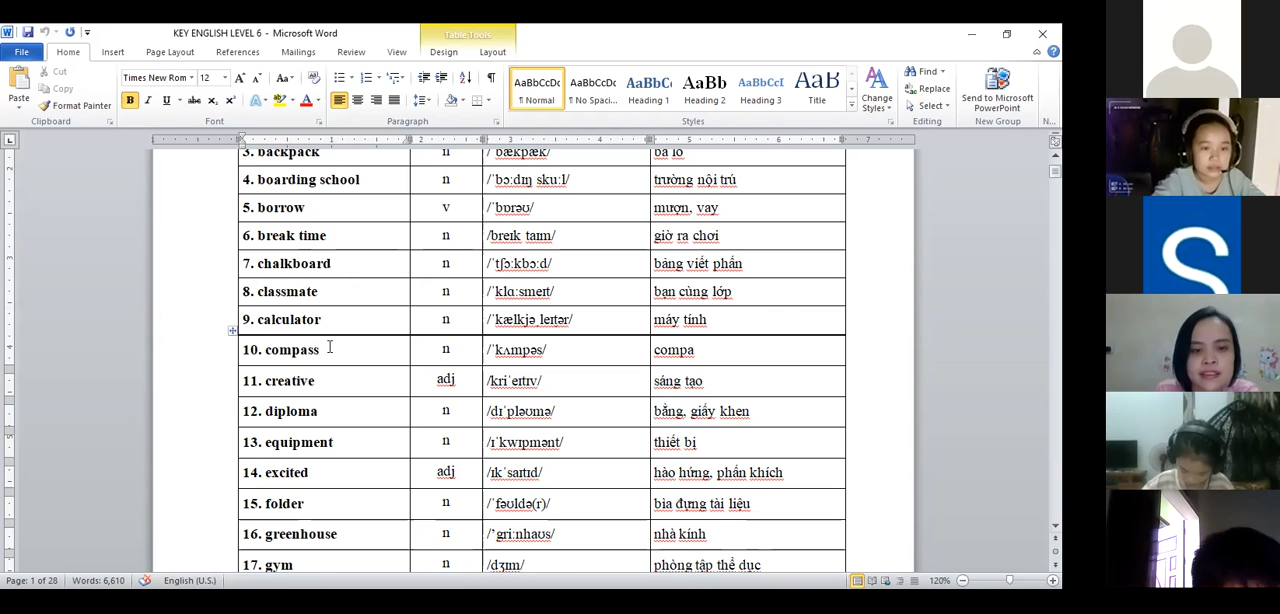 KEY ENGLISH LEVEL 6 - Microsoft Word
Table Tools
File Home Insert Page Layout References Mailings Review View Design Layout
Paste
Cut
Copy
Format Painter
Clipboard
Times New Rom 12
Font
Paragraph
AaBbCcDc AaBbCcDc AaBbC AaBb AaBbCcI AaB
¶ Normal ¶ No Spaci... Heading 1 Heading 2 Heading 3 Title
Change Styles
Styles
Find
Replace
Select
Editing
Send to Microsoft PowerPoint
New Group
N...
3. backpack n /ˈbækpæk/ ba lô
4. boarding school n /ˈbɔːdɪŋ skuːl/ trường nội trú
5. borrow v /ˈbɒrəʊ/ mượn, vay
6. break time n /breɪk taɪm/ giờ ra chơi
7. chalkboard n /ˈtʃɔːkbɔːd/ bảng viết phấn
8. classmate n /ˈklɑːsmeɪt/ bạn cùng lớp
9. calculator n /ˈkælkjəˌleɪtər/ máy tính
10. compass n /ˈkʌmpəs/ compa
11. creative adj /kriˈeɪtɪv/ sáng tạo
12. diploma n /dɪˈpləʊmə/ bằng, giấy khen
13. equipment n /ɪˈkwɪpmənt/ thiết bị
14. excited adj /ɪkˈsaɪtɪd/ hào hứng, phấn khích
15. folder n /ˈfəʊldə(r)/ bìa đựng tài liệu
16. greenhouse n /ˈgriːnhaʊs/ nhà kính
17. gym n /dʒɪm/ phòng tập thể dục
Page: 1 of 28 Words: 6,610 English (U.S.) 120%
S